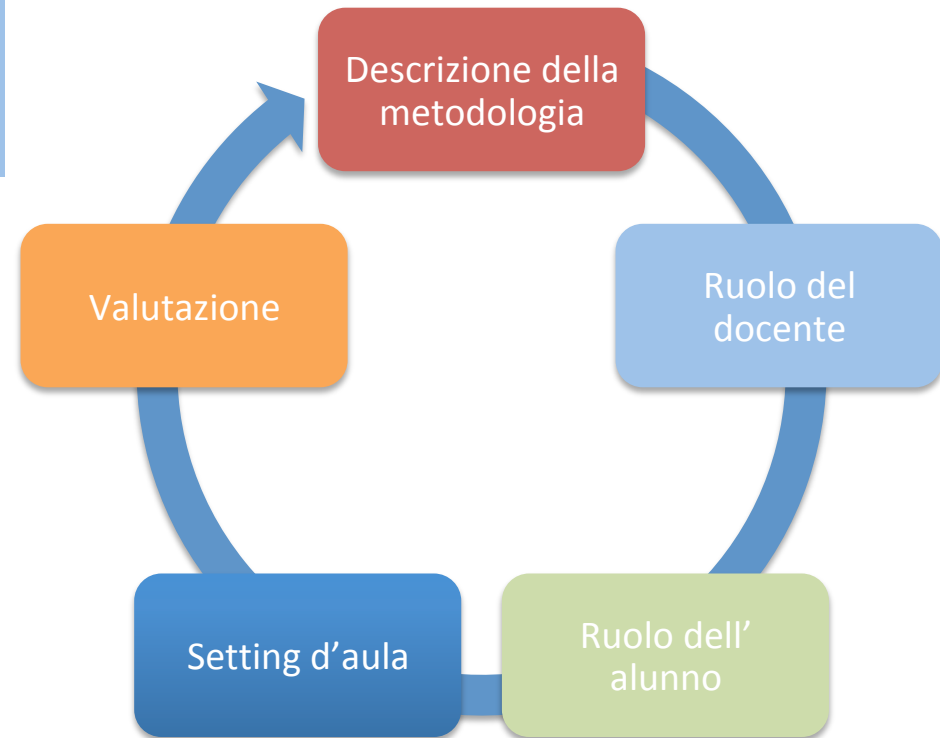 Descrizione della
metodologia
Ruolo del
docente
Ruolo dell’
alunno
Setting d’aula
Valutazione